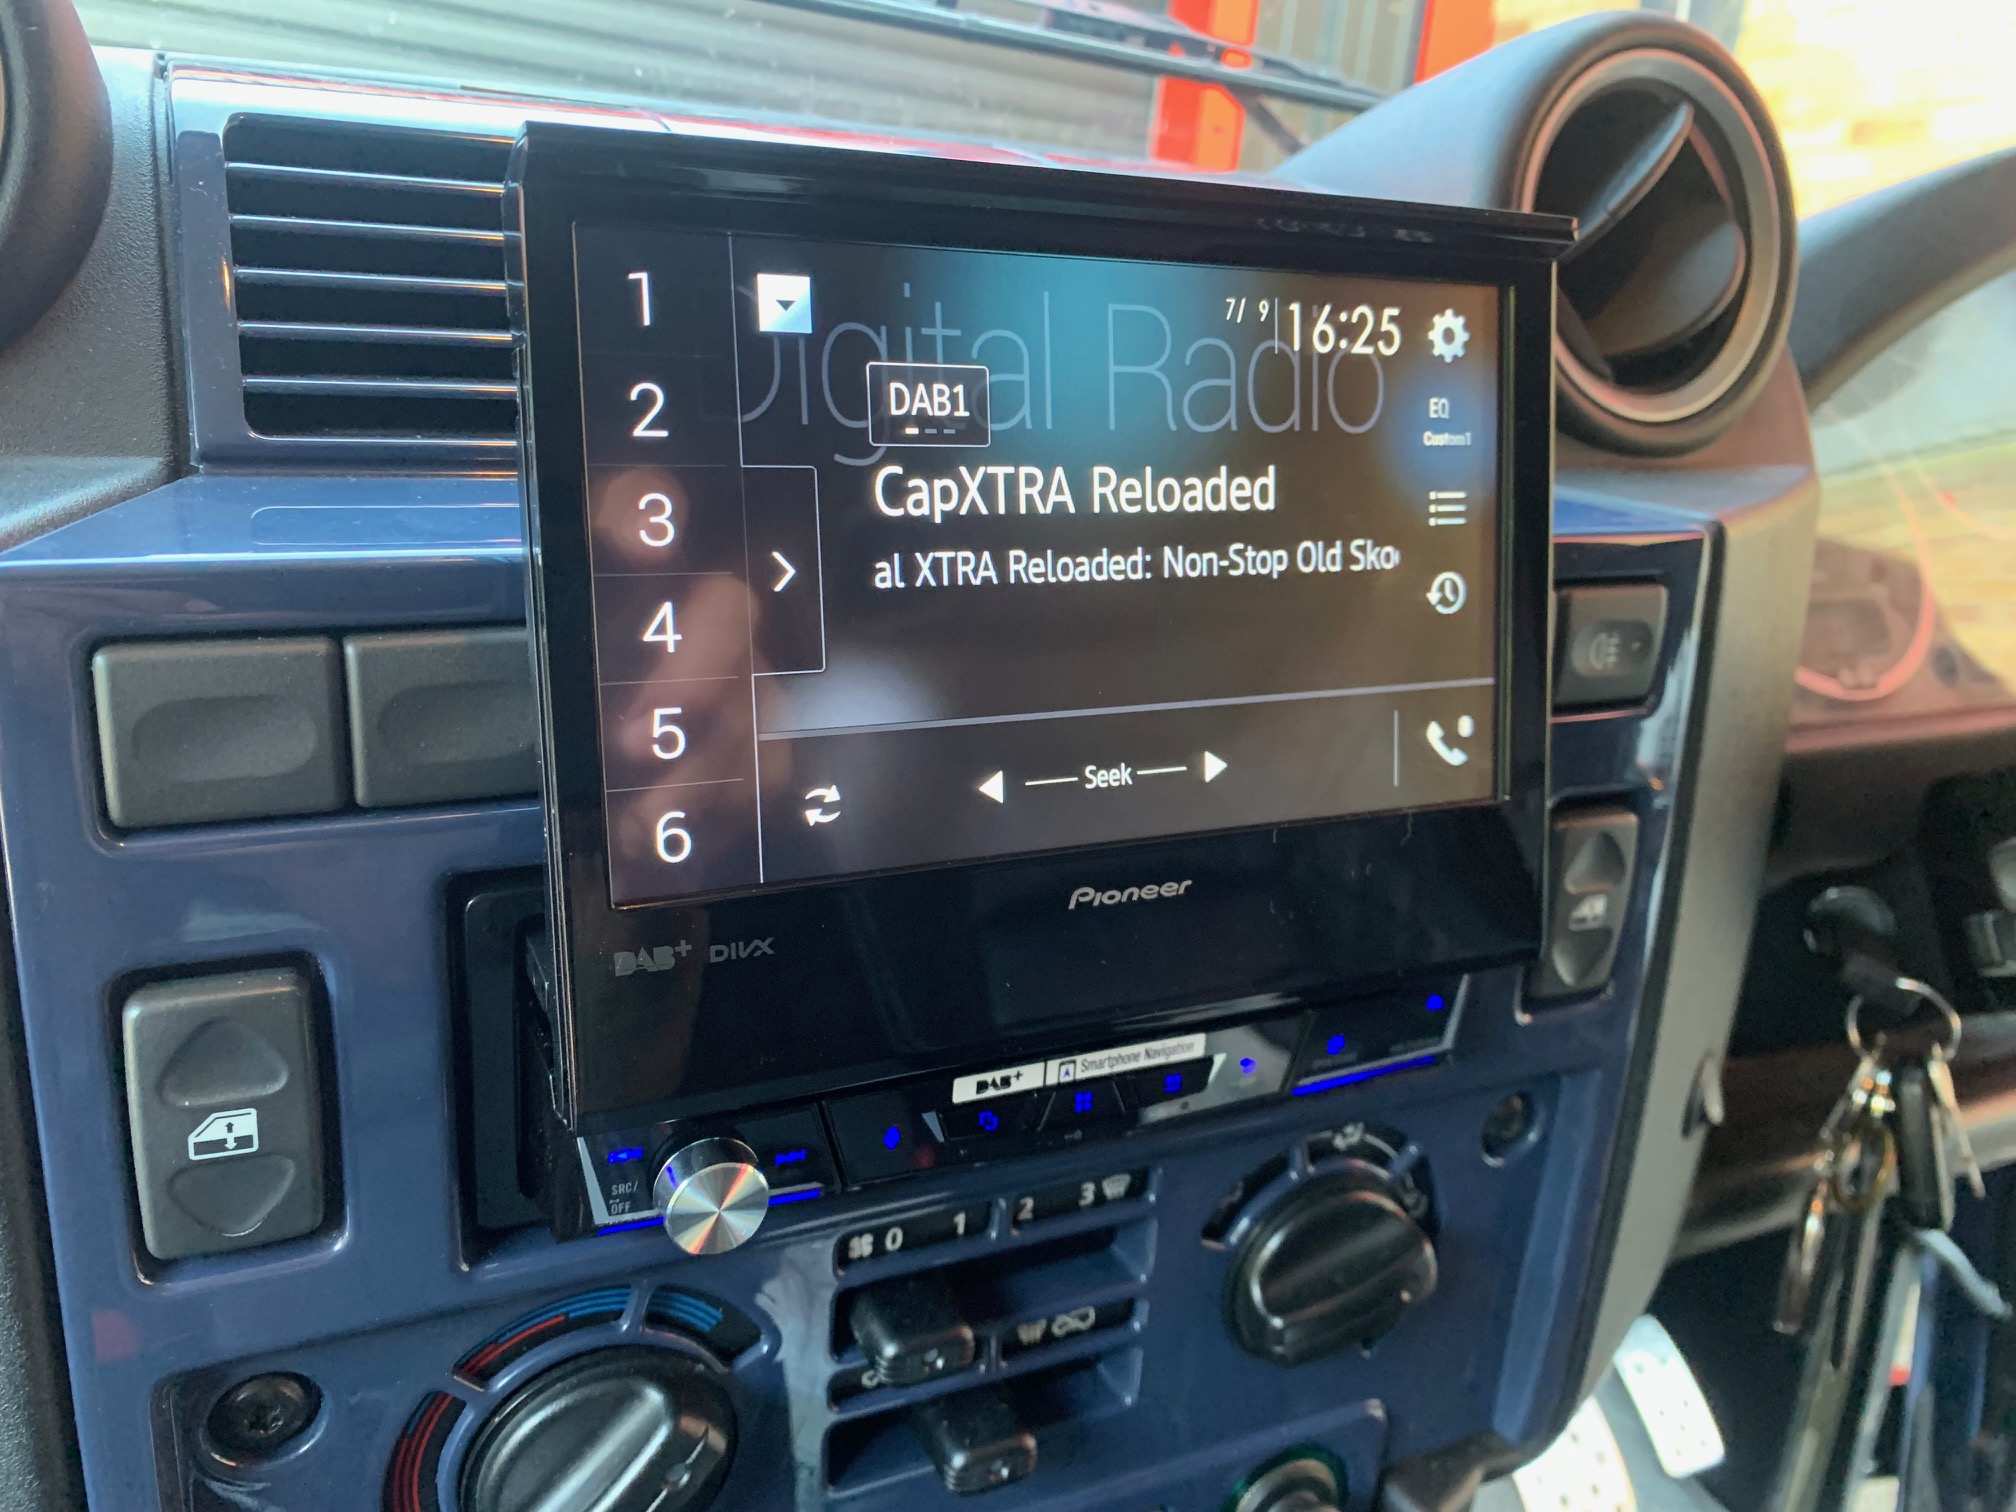 Digital Radio
7/ 9 16:25
DAB1
EQ
Custom1
CapXTRA Reloaded
al XTRA Reloaded: Non-Stop Old Sko
1
2
3
4
5
6
Seek
Pioneer
DAB+ DIVX
DAB+ Smartphone Navigation
SRC/
OFF
0 1 2 3